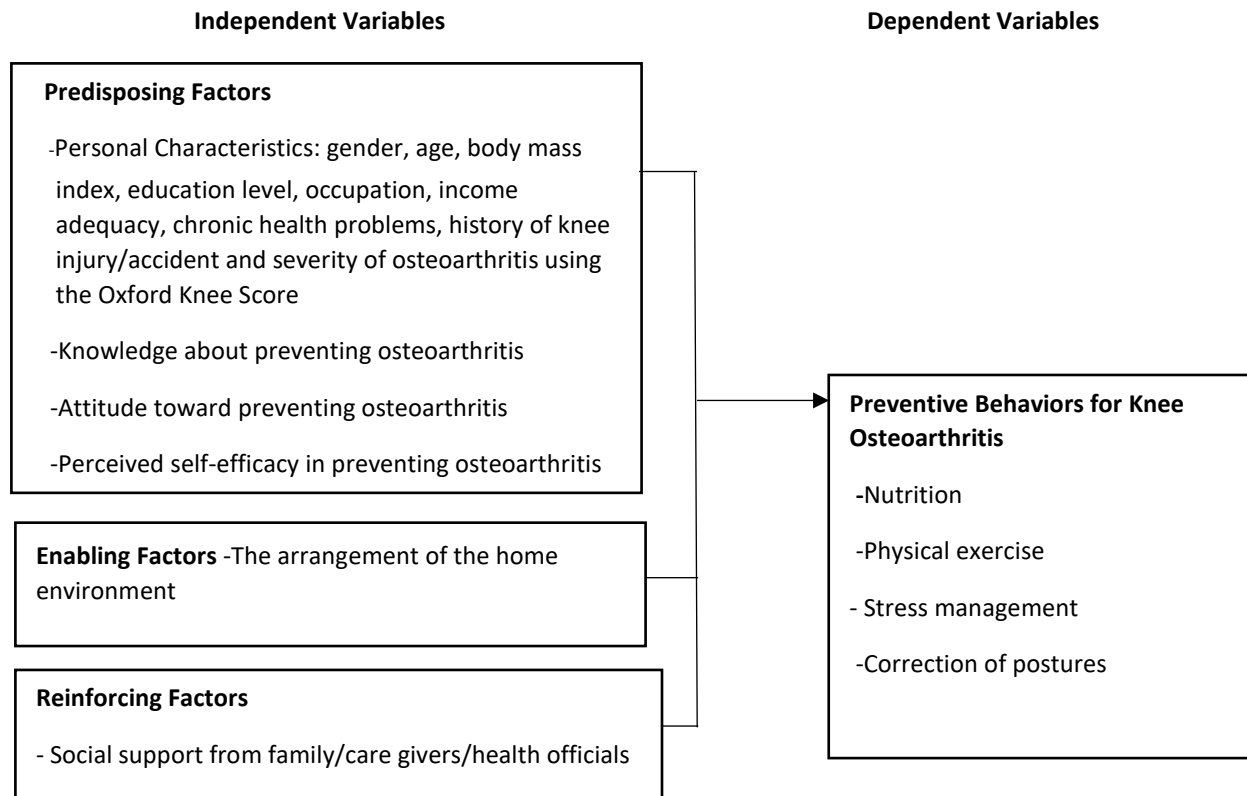 Independent Variables
Dependent Variables
Predisposing Factors
-Personal Characteristics: gender, age, body mass
index, education level, occupation, income
adequacy, chronic health problems, history of knee
injury/accident and severity of osteoarthritis using
the Oxford Knee Score
-Knowledge about preventing osteoarthritis
-Attitude toward preventing osteoarthritis
-Perceived self-efficacy in preventing osteoarthritis
Enabling Factors -The arrangement of the home
environment
Reinforcing Factors
- Social support from family/care givers/health officials
Preventive Behaviors for Knee
Osteoarthritis
-Nutrition
-Physical exercise
- Stress management
-Correction of postures